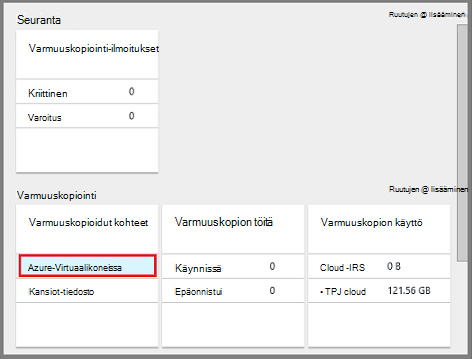 Seuranta
Ruutujen @ lisääminen
Varmuuskopiointi-ilmoitukset
Kriittinen 0
Varoitus 0
Varmuuskopiointi
Ruutujen @ lisääminen
Varmuuskopioidut kohteet
Azure-Virtuaalikoneissa
Kansiot-tiedosto
Varmuuskopion töitä
Käynnissä 0
Epäonnistui 0
Varmuuskopion käyttö
Cloud -IRS 0 B
• TPJ cloud 121.56 GB